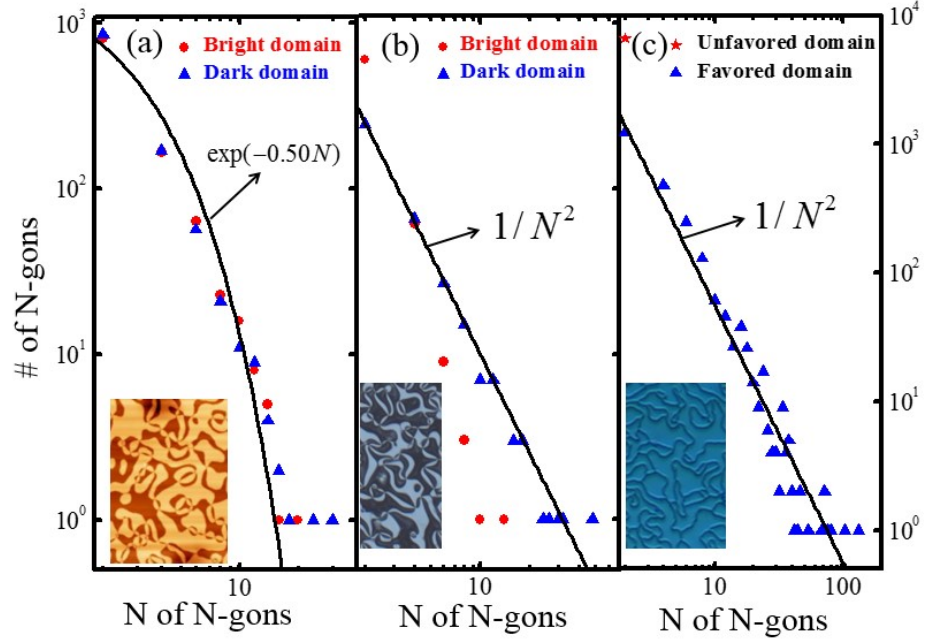 (a)
Bright domain
Dark domain
exp(−0.50N)
(b)
Bright domain
Dark domain
1/N²
(c)
Unfavored domain
Favored domain
1/N²
# of N-gons
10³
10²
10¹
10⁰
10⁴
10³
10²
10¹
10⁰
10
10
10 100
N of N-gons N of N-gons N of N-gons